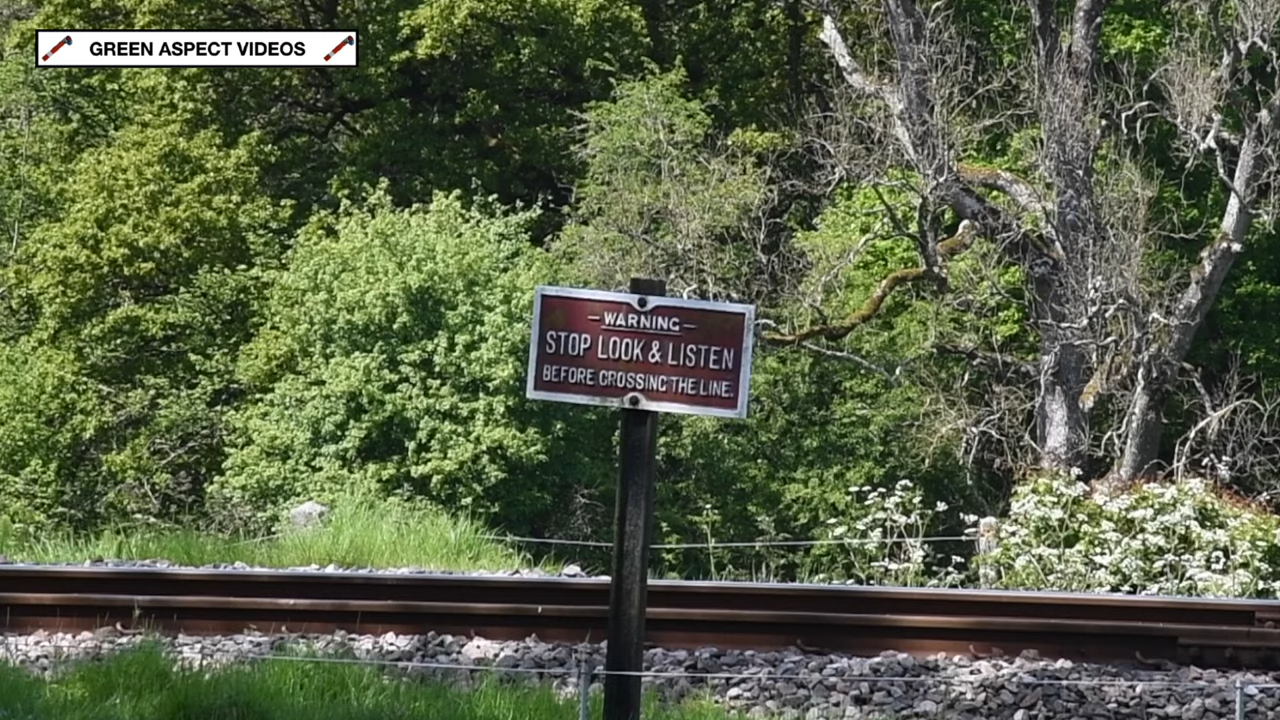 GREEN ASPECT VIDEOS
– WARNING –
STOP LOOK & LISTEN
BEFORE CROSSING THE LINE.